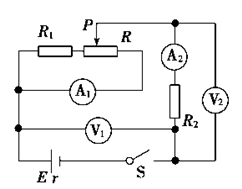 P
R₁ R A₂
A₁ V₂
V₁ R₂
E r S